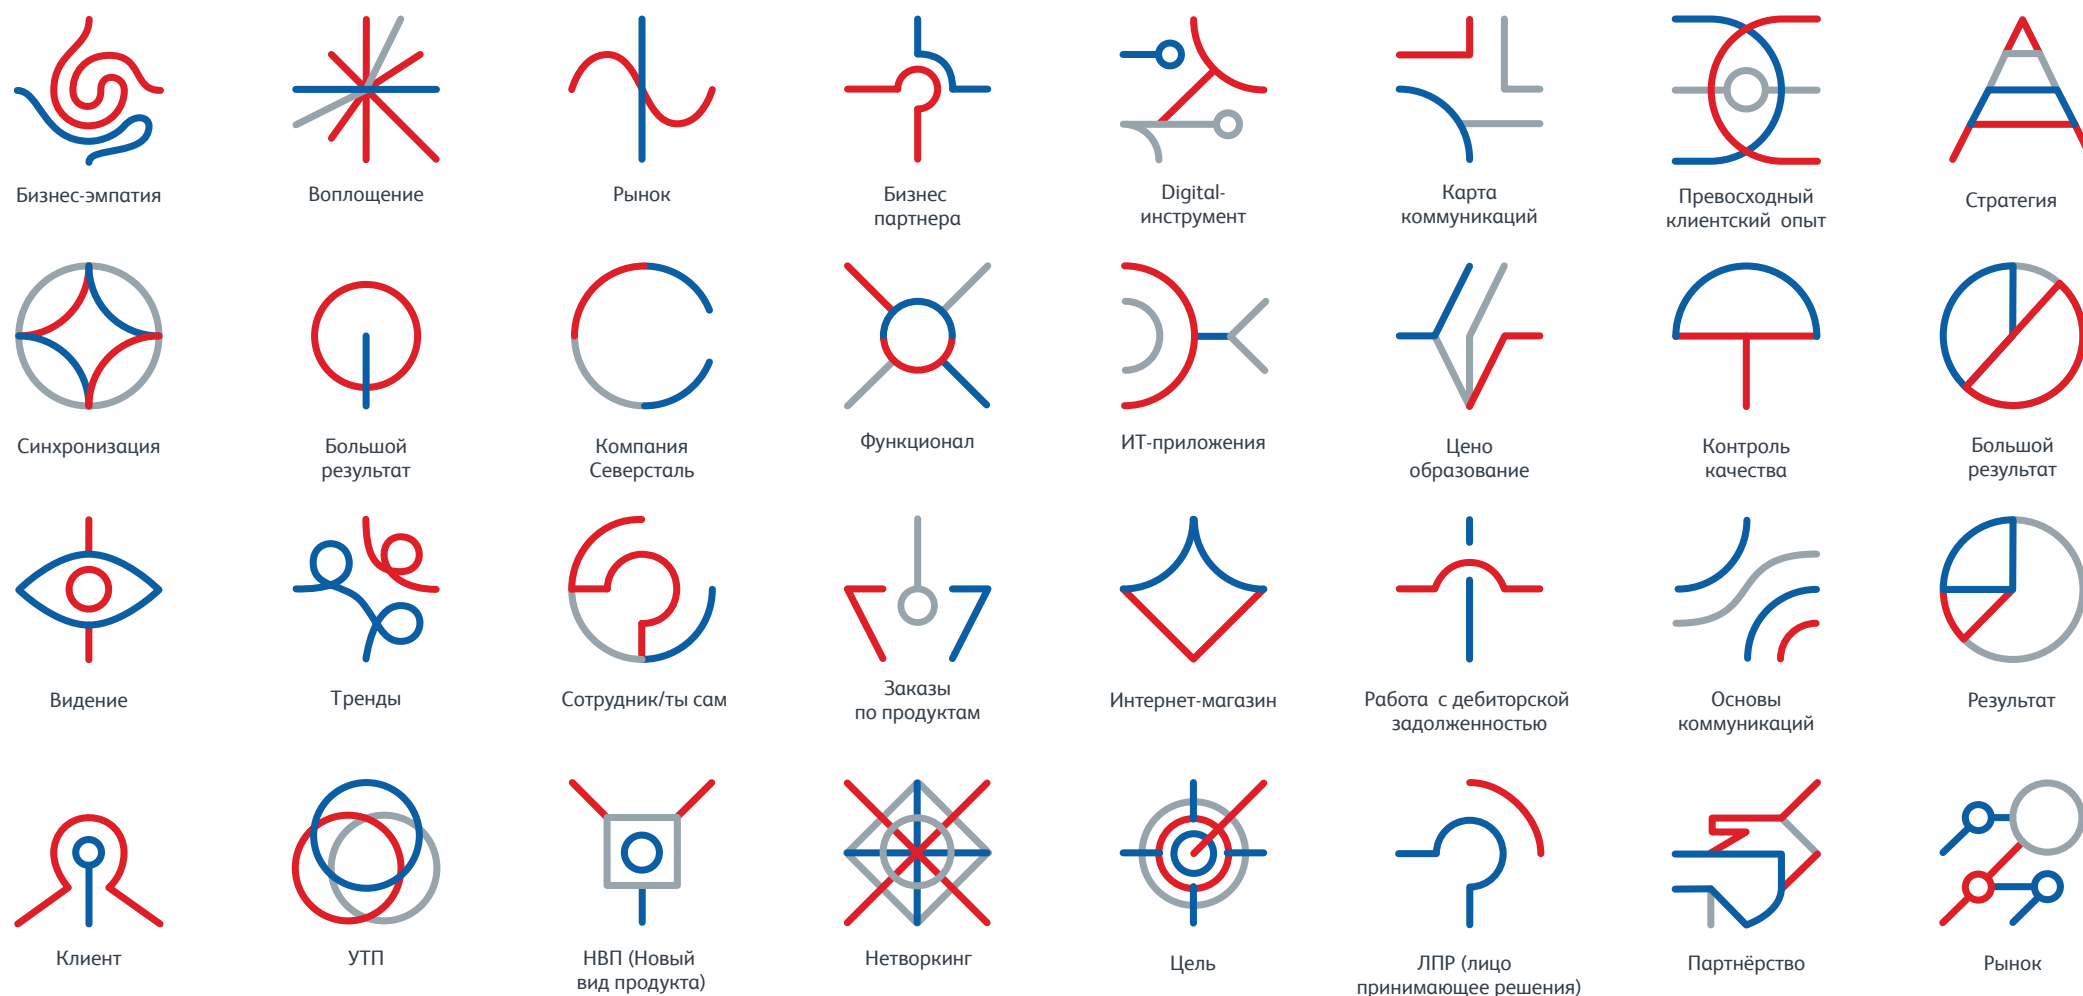 Бизнес-эмпатия
Воплощение
Рынок
Бизнес
партнера
Digital-
инструмент
Карта
коммуникаций
Превосходный
клиентский опыт
Стратегия
Синхронизация
Большой
результат
Компания
Северсталь
Функционал
ИТ-приложения
Цено
образование
Контроль
качества
Большой
результат
Видение
Тренды
Сотрудник/ты сам
Заказы
по продуктам
Интернет-магазин
Работа с дебиторской
задолженностью
Основы
коммуникаций
Результат
Клиент
УТП
НВП (Новый
вид продукта)
Нетворкинг
Цель
ЛПР (лицо
принимающее решения)
Партнёрство
Рынок